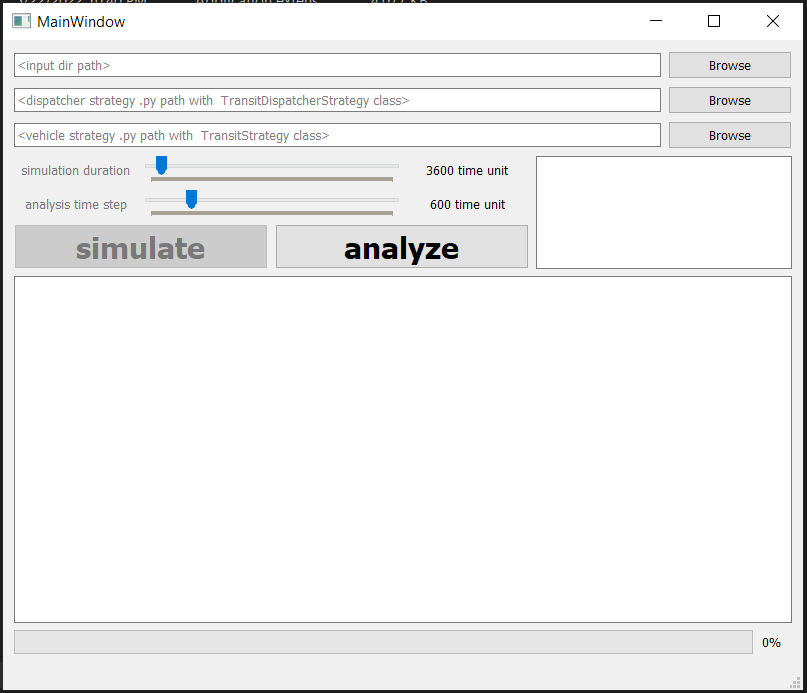 MainWindow
<input dir path>
Browse
<dispatcher strategy .py path with  TransitDispatcherStrategy class>
Browse
<vehicle strategy .py path with  TransitStrategy class>
Browse
simulation duration
3600 time unit
analysis time step
600 time unit
simulate
analyze
0%